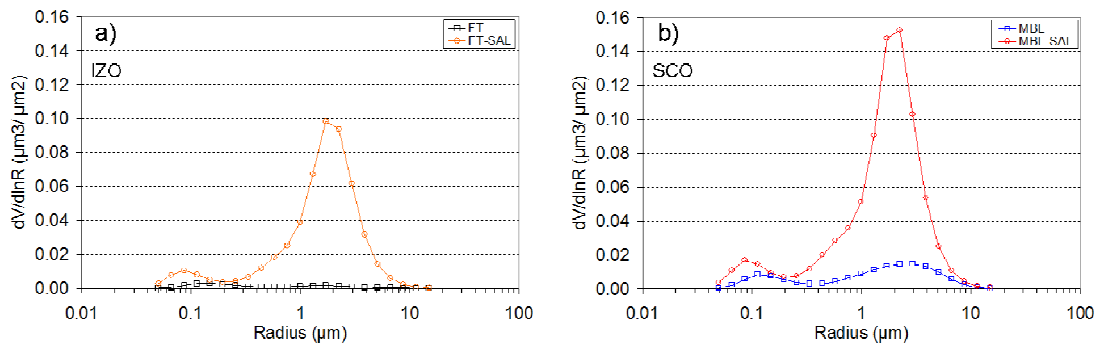 a)
IZO
FT
FT-SAL
0.16
0.14
0.12
0.10
0.08
0.06
0.04
0.02
0.00
dV/dlnR (µm3/ µm2)
0.01 0.1 1 10 100
Radius (µm)
b)
SCO
MBL
MBL-SAL
0.16
0.14
0.12
0.10
0.08
0.06
0.04
0.02
0.00
dV/dlnR (µm3/ µm2)
0.01 0.1 1 10 100
Radius (µm)